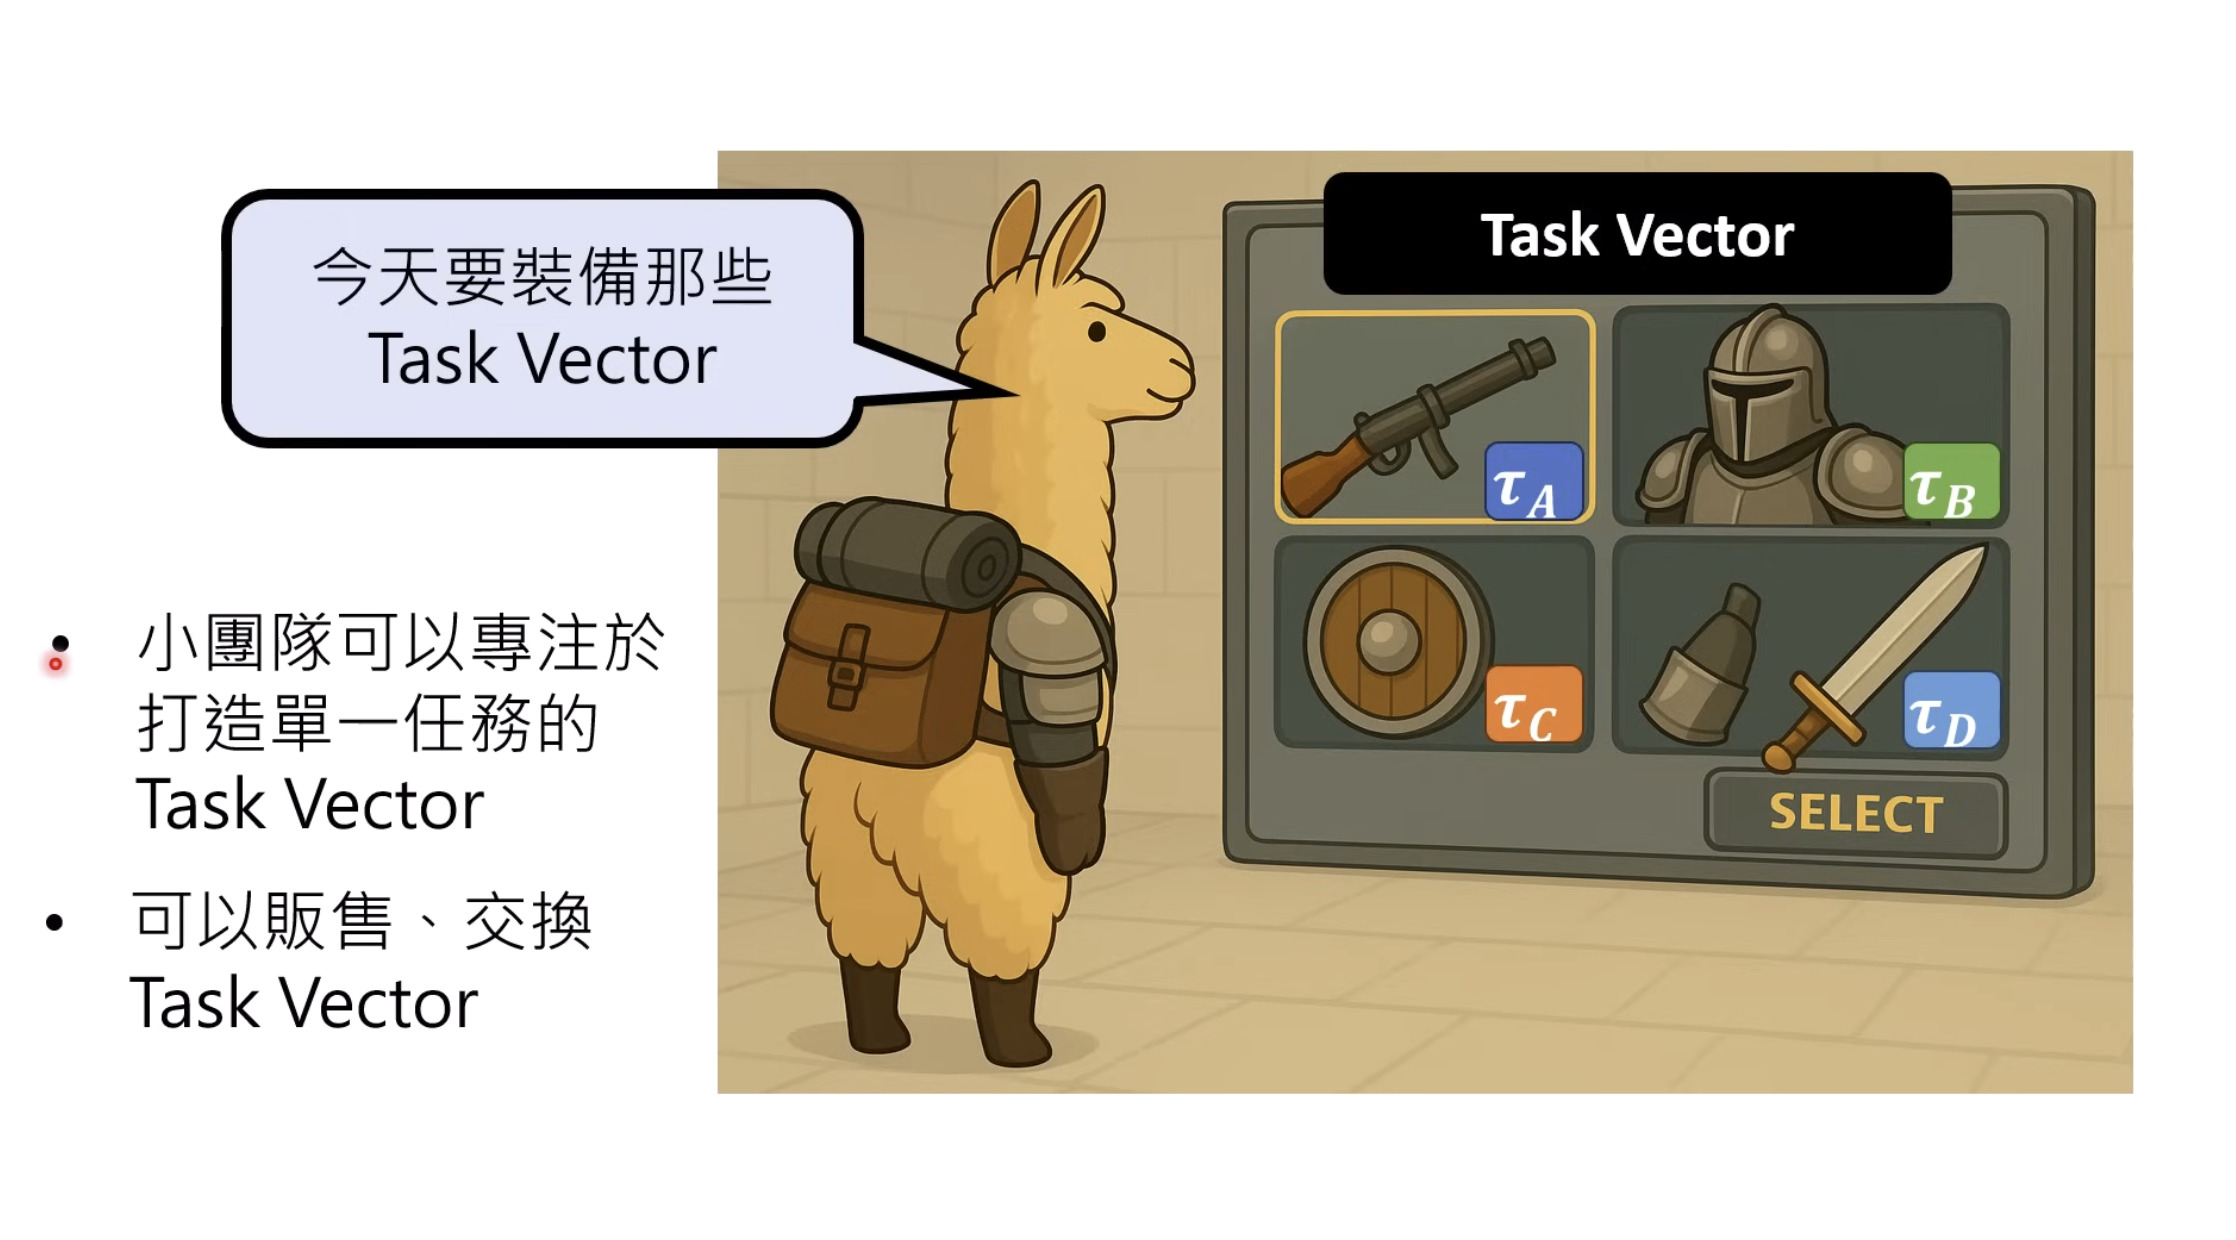 今天要裝備那些
Task Vector
Task Vector
τA
τB
τC
τD
SELECT
• 小團隊可以專注於
打造單一任務的
Task Vector
• 可以販售、交換
Task Vector